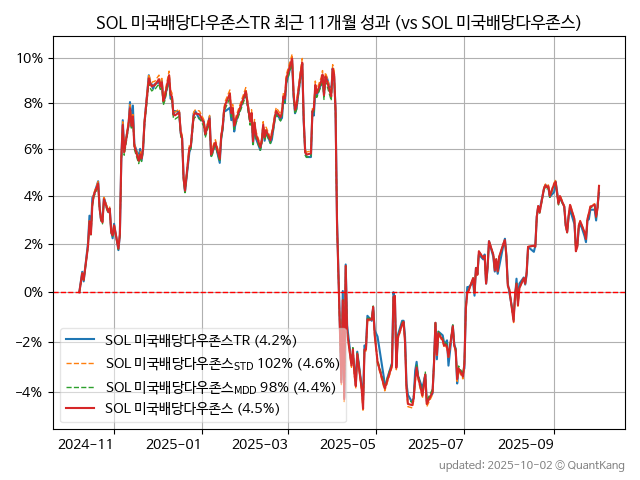 SOL 미국배당다우존스TR 최근 11개월 성과 (vs SOL 미국배당다우존스)
10%
8%
6%
4%
2%
0%
−2%
−4%
SOL 미국배당다우존스TR (4.2%)
SOL 미국배당다우존스STD 102% (4.6%)
SOL 미국배당다우존스MDD 98% (4.4%)
SOL 미국배당다우존스 (4.5%)
2024-11
2025-01
2025-03
2025-05
2025-07
2025-09
updated: 2025-10-02 © QuantKang